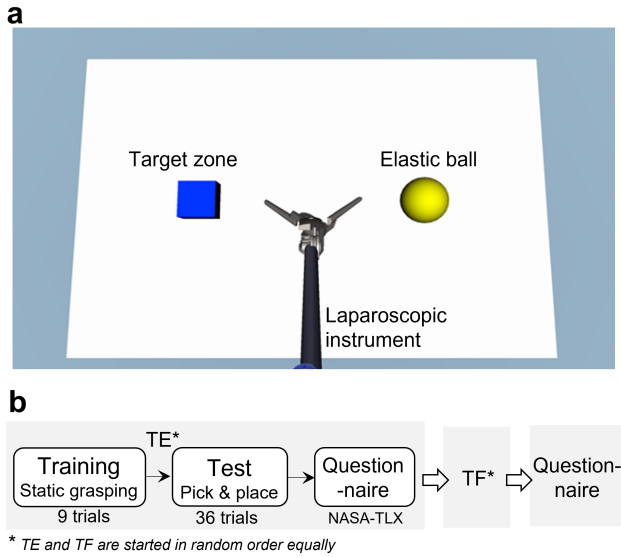 a
Target zone
Elastic ball
Laparoscopic
instrument
b
TE*
Training
Static grasping
9 trials
Test
Pick & place
36 trials
Question
-naire
NASA-TLX
TF*
Question-
naire
* TE and TF are started in random order equally